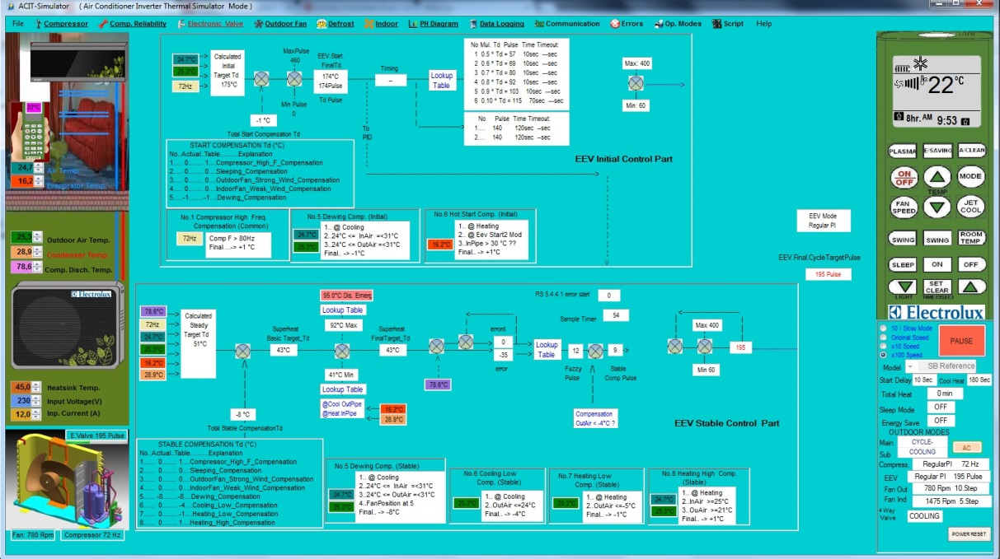 ACIT-Simulator ( Air Conditioner Inverter Thermal Simulator Mode )
File Compressor Comp. Reliability Electronic Valve Outdoor Fan Defrost Indoor PH Diagram Data Logging Communication Errors Op. Modes Script Help
22°C
24,7 Air Temp.
16,2 Evaporator Temp.
25,3 Outdoor Air Temp.
28,9 Condenser Temp.
78,6 Comp. Disch. Temp.
Electrolux
45,0 Heatsink Temp.
230 Input Voltage(V)
12,0 Inp. Current (A)
E.Valve 195 Pulse
Fan: 780 Rpm Compressor 72 Hz
24.7°C
25.3°C
72Hz
Calculated
Initial
Target Td
175°C
MaxPulse
460
Min Pulse
0
-1 °C
Total Start Compensation Td
EEV.Start.
FinalTd.
174°C
174Pulse
Td Pulse
Timing
--
To
PID
Lookup
Table
No Mul. Td Pulse Time Timeout:
1 0.5 * Td = 57 10sec ---sec
2 0.6 * Td = 69 10sec ---sec
3 0.7 * Td = 80 10sec ---sec
4 0.8 * Td = 92 10sec ---sec
5 0.9 * Td = 103 10sec ---sec
6 0.10 * Td = 115 70sec ---sec
No Pulse Time Timeout:
1.... 140 120sec --sec
2.... 140 120sec --sec
Max: 400
Min: 60
START COMPENSATION Td (°C)
No..Actual..Table.........Explanation
1..... 0........ 1....Compressor_High_F_Compensation
2..... 0........ 0....Sleeping_Compensation
3..... 0........ 0....OutdoorFan_Strong_Wind_Compensation
4..... 0........ 0....IndoorFan_Weak_Wind_Compensation
5.....-1........-1....Dewing_Compensation
EEV Initial Control Part
No.1 Compressor High Freq.
Compensation (Common)
72Hz
Comp F > 80Hz
Final ...-> +1 °C
No.5 Dewing Comp. (Initial)
24.7°C
25.3°C
1.. @ Cooling
2..24°C <= InAir =<31°C
3..24°C <= OutAir =<31°C
Final.. -> -1°C
No.6 Hot Start Comp. (Initial)
16.2°C
1.. @ Heating
2.. @ Eev Start2 Mod
3..InPipe > 30 °C ??
Final.. -> +1°C
EEV Mode
Regular PI
EEV.Final.CycleTargetPulse
195 Pulse
78.6°C
72Hz
24.7°C
25.3°C
16.2°C
28.9°C
Calculated
Steady
Target Td
51°C
-8 °C
Total Stable CompensationTd
Superheat
Basic Target_Td
43°C
95.0°C Dis. Emerg
Lookup Table
92°C Max
41°C Min
Lookup Table
@Cool OutPipe
@Heat InPipe
16.2°C
28.9°C
Superheat
FinalTarget_Td
43°C
78.6°C
errord
0
-35
error
RS 5.4.4.1 error start 0
Sample Timer 54
Lookup
Table
12
Fuzzy
Pulse
9
Stable
Comp Pulse
Compensation
OutAir < -4°C ?
Max 400
Min 60
195
EEV Stable Control Part
STABLE COMPENSATION Td (°C)
No..Actual..Table.........Explanation
1..... 0........ 1....Compressor_High_F_Compensation
2..... 0........ 0....Sleeping_Compensation
3..... 0........ 0....OutdoorFan_Strong_Wind_Compensation
4..... 0........ 0....IndoorFan_Weak_Wind_Compensation
5.....-8........-8....Dewing_Compensation
6..... 0........-4....Cooling_Low_Compensation
7..... 0........-1....Heating_Low_Compensation
8..... 0........ 1....Heating_High_Compensation
No.5 Dewing Comp. (Stable)
24.7°C
25.3°C
1.. @ Cooling
2..24°C <= InAir =<31°C
3..24°C <= OutAir =<31°C
4..FanPosition at 5
Final.. -> -8°C
No.6 Cooling Low
Comp. (Stable)
25.3°C
1.. @ Cooling
2..OutAir <=24°C
Final.. -> -4°C
No.7 Heating Low
Comp. (Stable)
25.3°C
1.. @ Heating
2..OutAir <=-5°C
Final.. -> -1°C
No.8 Heating High Comp.
(Stable)
24.7°C
25.3°C
1.. @ Heating
2..InAir >=25°C
3..OuAir >=21°C
Final.. -> +1°C
22°C
8hr. AM 9:53
PLASMA E/SAVING A/CLEAN
ON
OFF
TEMP
MODE
FAN
SPEED
JET
COOL
SWING SWING ROOM
TEMP
SLEEP ON OFF
LIGHT
SET
CLEAR
Electrolux
10 / Slow Mode
Original Speed
x10 Speed
x100 Speed
PAUSE
Model SB Reference
Start Delay 10 Sec Cool Heat 180 Sec
Total Heat 0 min
Sleep Mode OFF
Energy Save OFF
OUTDOOR MODES
Main
Sub
CYCLE-
COOLING
AC
Compress. RegularPI 72 Hz
EEV Regular PI 195 Pulse
Fan Out 780 Rpm 10.Step
Fan Ind 1475 Rpm 5.Step
4 Way
Valve COOLING
POWER RESET